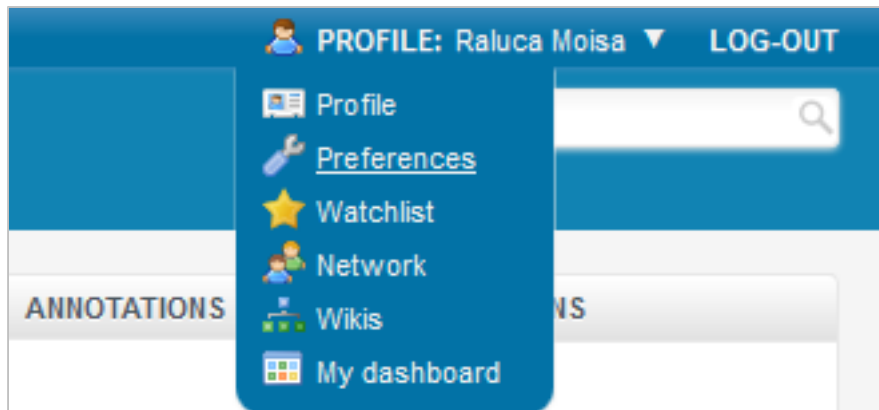 PROFILE: Raluca Moisa ▼ LOG-OUT
Profile
Preferences
Watchlist
Network
ANNOTATIONS
Wikis
My dashboard